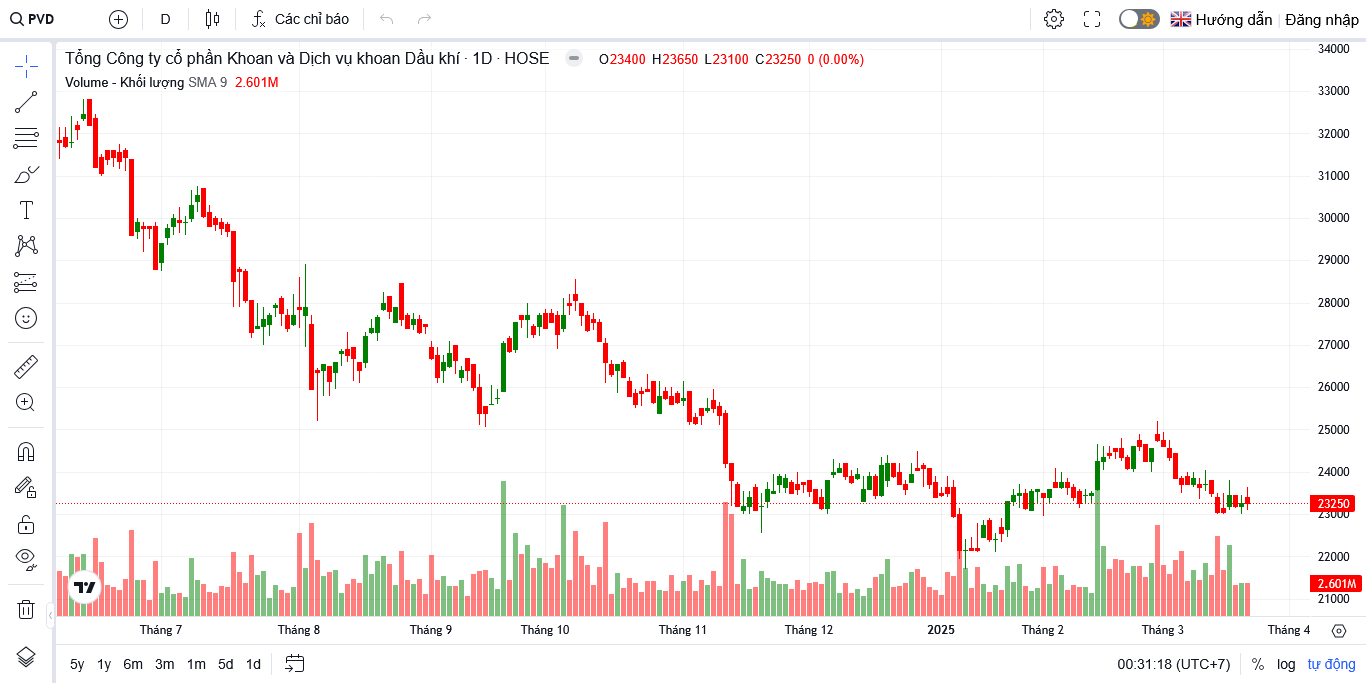 PVD D Các chỉ báo Hướng dẫn Đăng nhập
Tổng Công ty cổ phần Khoan và Dịch vụ khoan Dầu khí · 1D · HOSE O23400 H23650 L23100 C23250 0 (0.00%)
Volume - Khối lượng SMA 9 2.601M
34000
33000
32000
31000
30000
29000
28000
27000
26000
25000
24000
23250
23000
22000
2.601M
21000
Tháng 7 Tháng 8 Tháng 9 Tháng 10 Tháng 11 Tháng 12 2025 Tháng 2 Tháng 3 Tháng 4
5y 1y 6m 3m 1m 5d 1d 00:31:18 (UTC+7) % log tự động